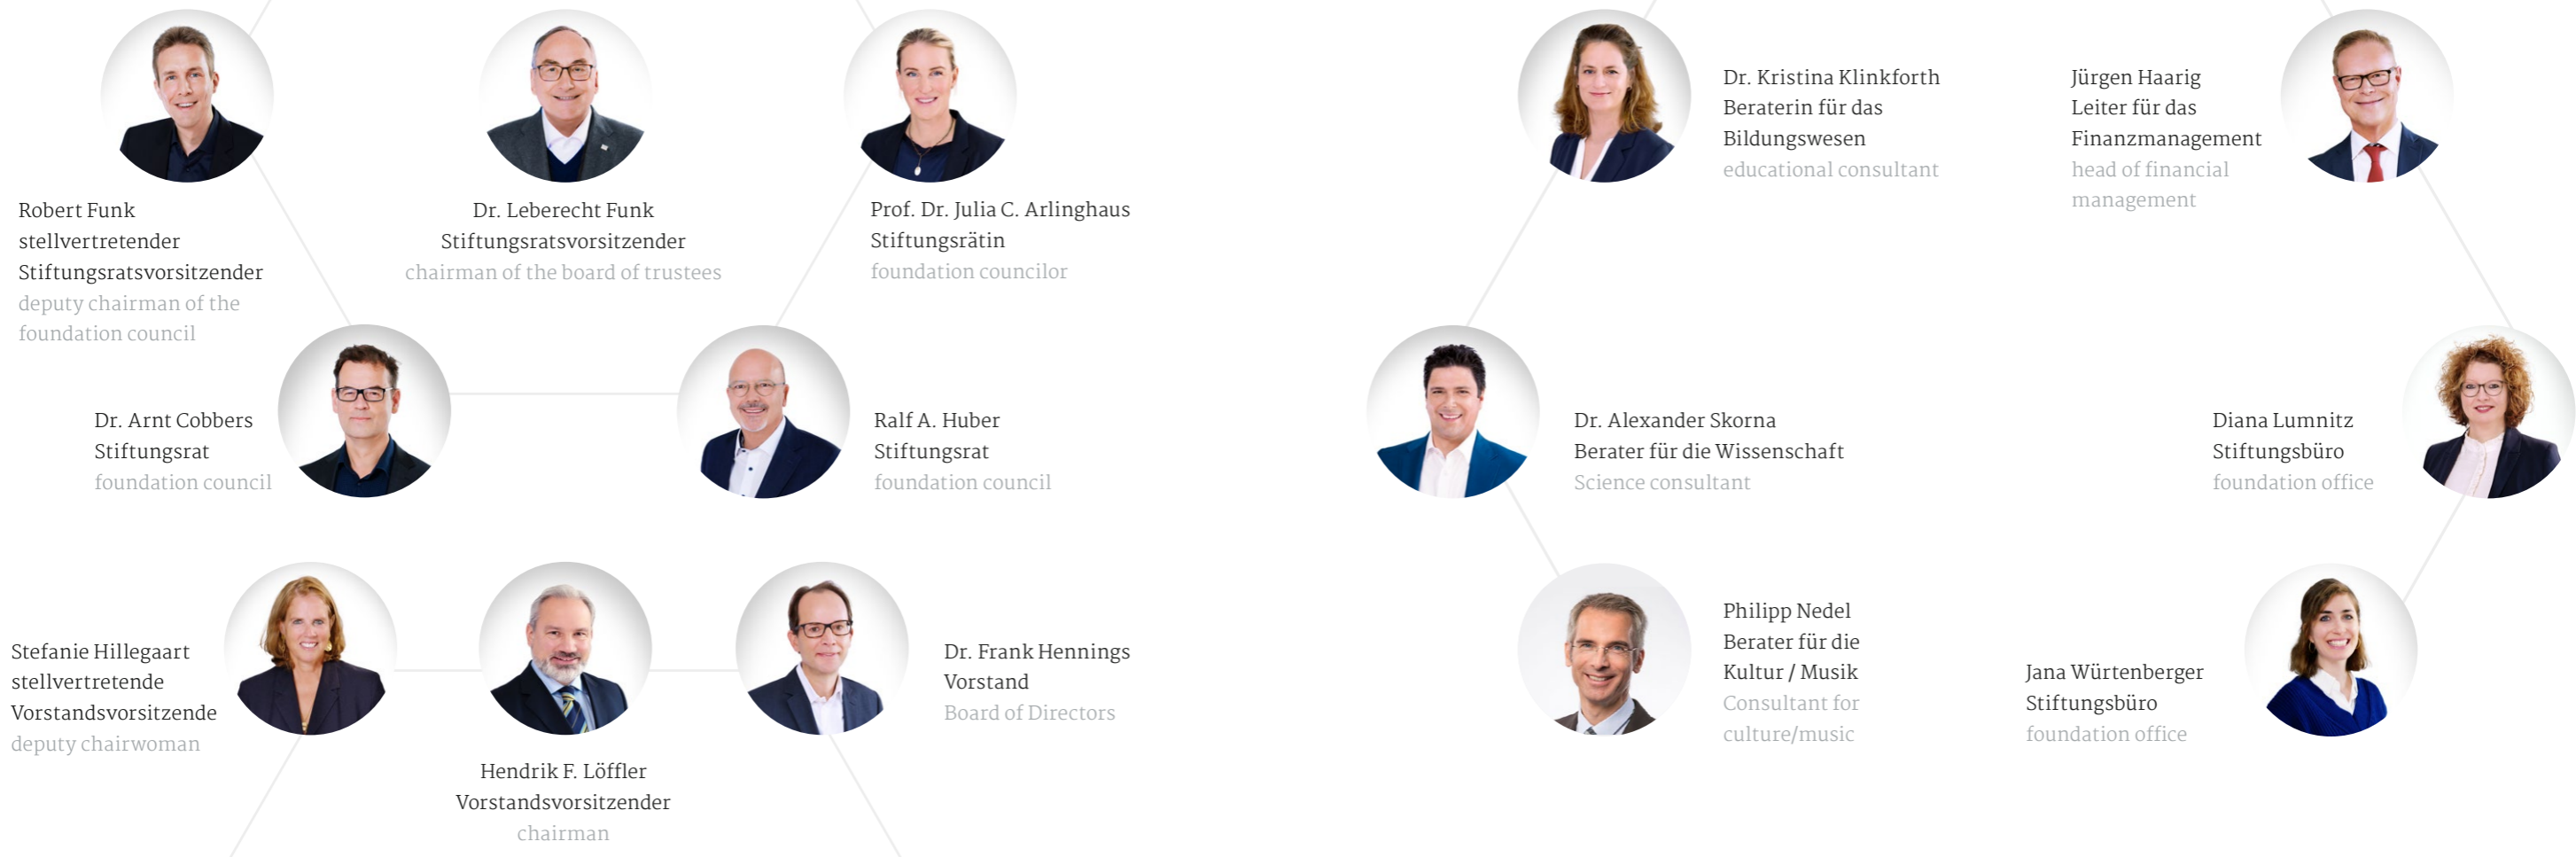 Robert Funk
stellvertretender
Stiftungsratsvorsitzender
deputy chairman of the
foundation council
Dr. Leberecht Funk
Stiftungsratsvorsitzender
chairman of the board of trustees
Prof. Dr. Julia C. Arlinghaus
Stiftungsrätin
foundation councilor
Dr. Arnt Cobbers
Stiftungsrat
foundation council
Ralf A. Huber
Stiftungsrat
foundation council
Stefanie Hillegaart
stellvertretende
Vorstandsvorsitzende
deputy chairwoman
Hendrik F. Löffler
Vorstandsvorsitzender
chairman
Dr. Frank Hennings
Vorstand
Board of Directors
Dr. Kristina Klinkforth
Beraterin für das
Bildungswesen
educational consultant
Jürgen Haarig
Leiter für das
Finanzmanagement
head of financial
management
Dr. Alexander Skorna
Berater für die Wissenschaft
Science consultant
Diana Lumnitz
Stiftungsbüro
foundation office
Philipp Nedel
Berater für die
Kultur / Musik
Consultant for
culture/music
Jana Würtenberger
Stiftungsbüro
foundation office